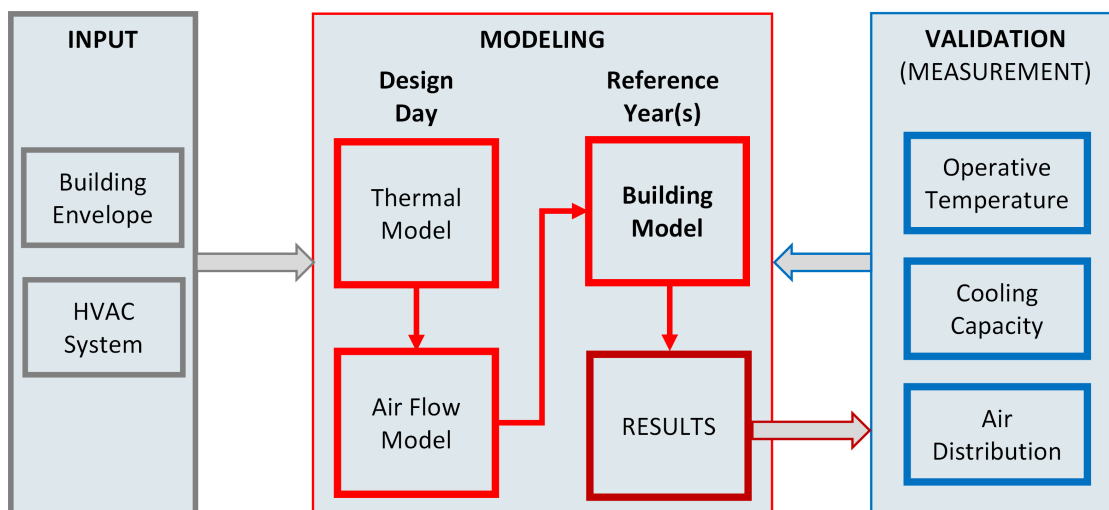 INPUT
Building
Envelope
HVAC
System
MODELING
Design
Day
Thermal
Model
Air Flow
Model
Reference
Year(s)
Building
Model
RESULTS
VALIDATION
(MEASUREMENT)
Operative
Temperature
Cooling
Capacity
Air
Distribution